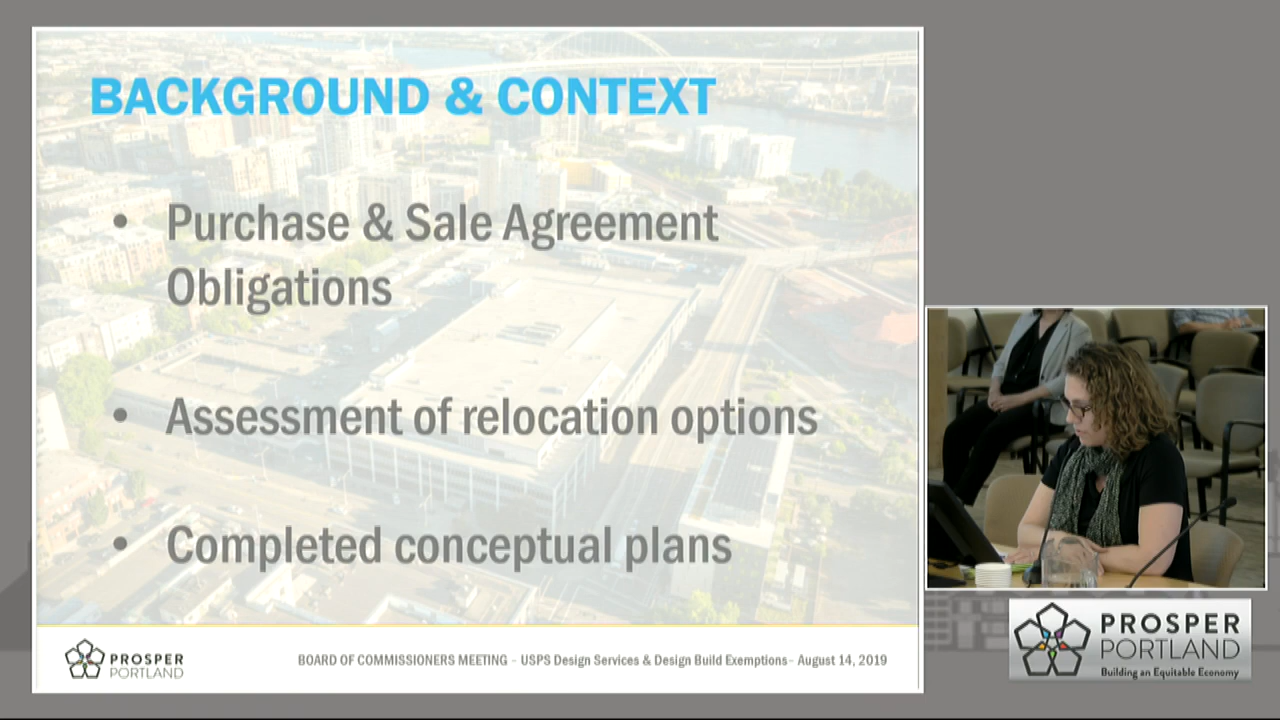 BACKGROUND & CONTEXT
• Purchase & Sale Agreement
Obligations
• Assessment of relocation options
• Completed conceptual plans
PROSPER
PORTLAND
BOARD OF COMMISSIONERS MEETING - USPS Design Services & Design Build Exemptions- August 14, 2019
PROSPER
PORTLAND
Building an Equitable Economy